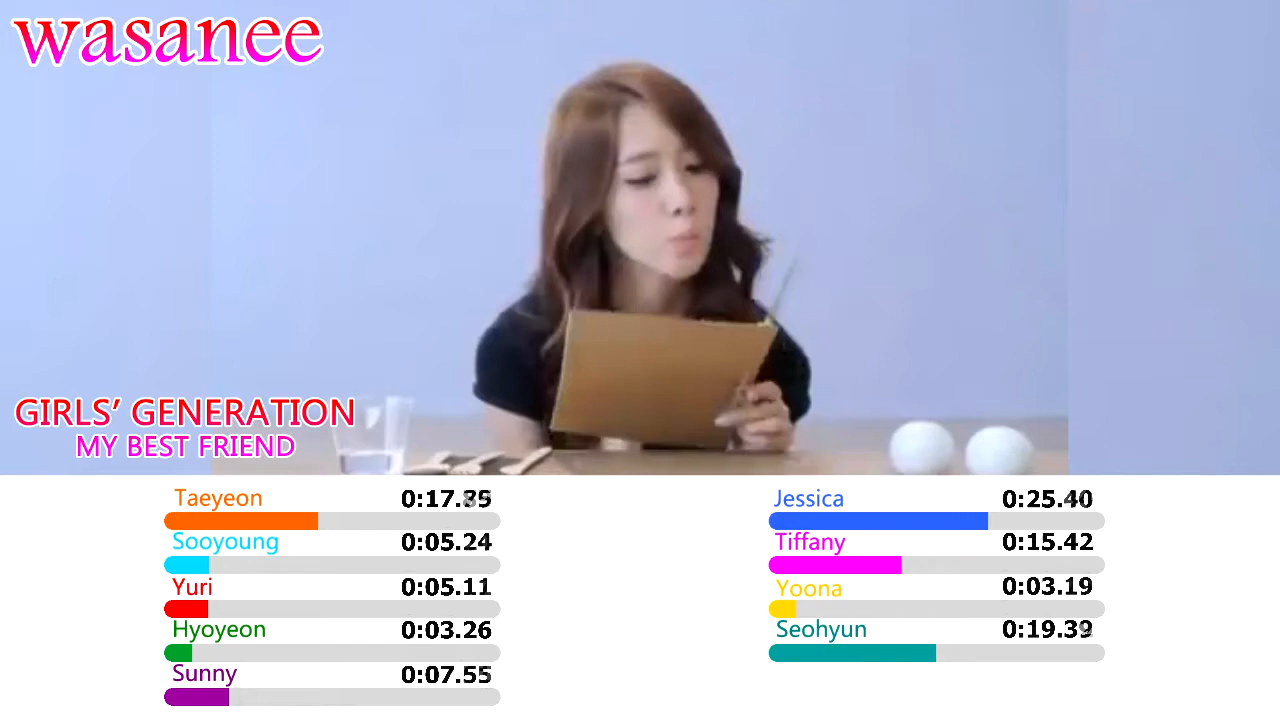 wasanee
GIRLS’ GENERATION
MY BEST FRIEND
Taeyeon 0:17.89
Jessica 0:25.40
Sooyoung 0:05.24
Tiffany 0:15.42
Yuri 0:05.11
Yoona 0:03.19
Hyoyeon 0:03.26
Seohyun 0:19.39
Sunny 0:07.55